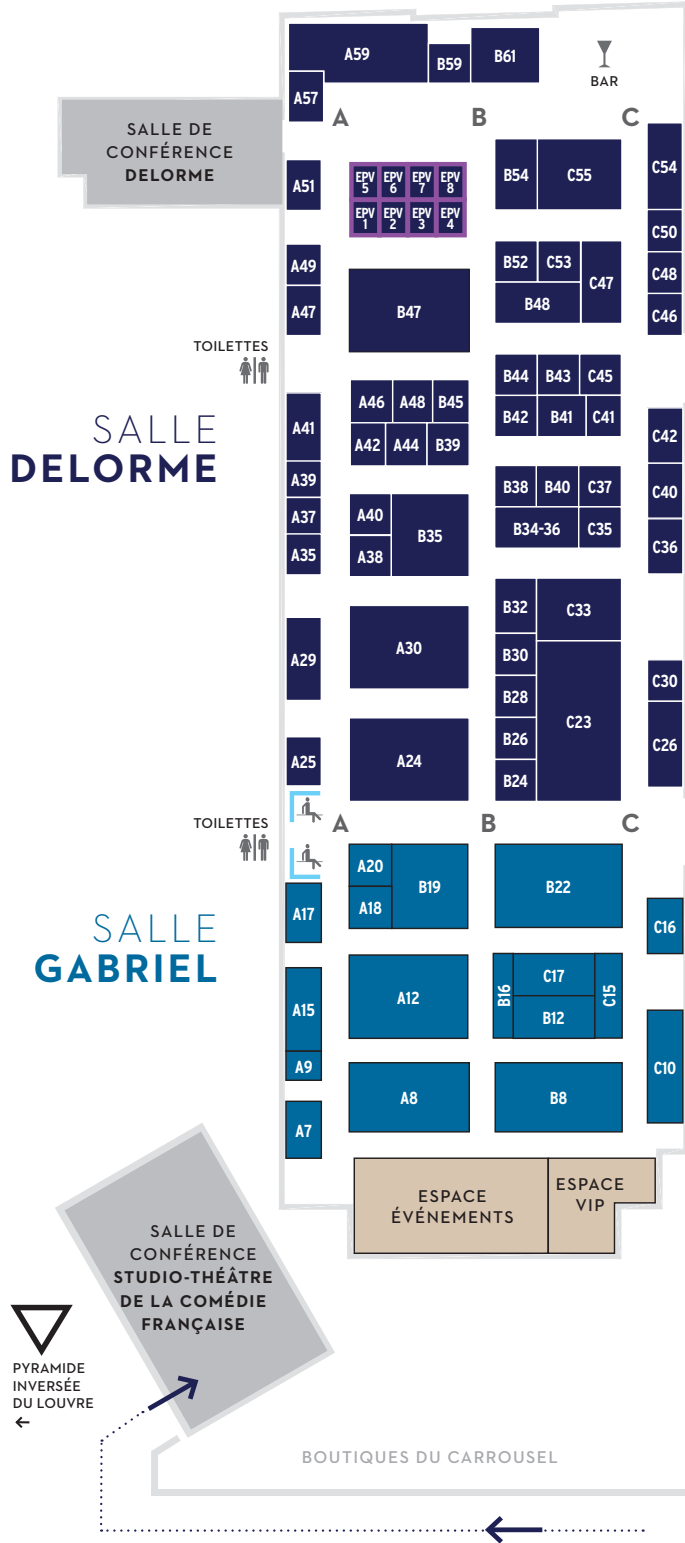 A59
B59
B61
BAR
A57
A
B
C
SALLE DE
CONFÉRENCE
DELORME
A51
EPV
5
EPV
6
EPV
7
EPV
8
EPV
1
EPV
2
EPV
3
EPV
4
B54
C55
C54
C50
A49
A47
B47
B52
C53
C47
B48
C48
C46
TOILETTES
SALLE
DELORME
A41
A39
A37
A35
A46
A48
B45
A42
A44
B39
B44
B43
C45
B42
B41
C41
C42
C40
C36
A40
A38
B35
B38
B40
C37
B34-36
C35
A29
A30
B32
C33
B30
B28
B26
B24
C23
C30
C26
A25
A24
TOILETTES
A
B
C
SALLE
GABRIEL
A17
A20
A18
B19
B22
C16
A15
A9
A12
B16
C17
B12
C15
C10
A7
A8
B8
ESPACE
ÉVÉNEMENTS
ESPACE
VIP
SALLE DE
CONFÉRENCE
STUDIO-THÉÂTRE
DE LA COMÉDIE
FRANÇAISE
PYRAMIDE
INVERSÉE
DU LOUVRE
←
BOUTIQUES DU CARROUSEL